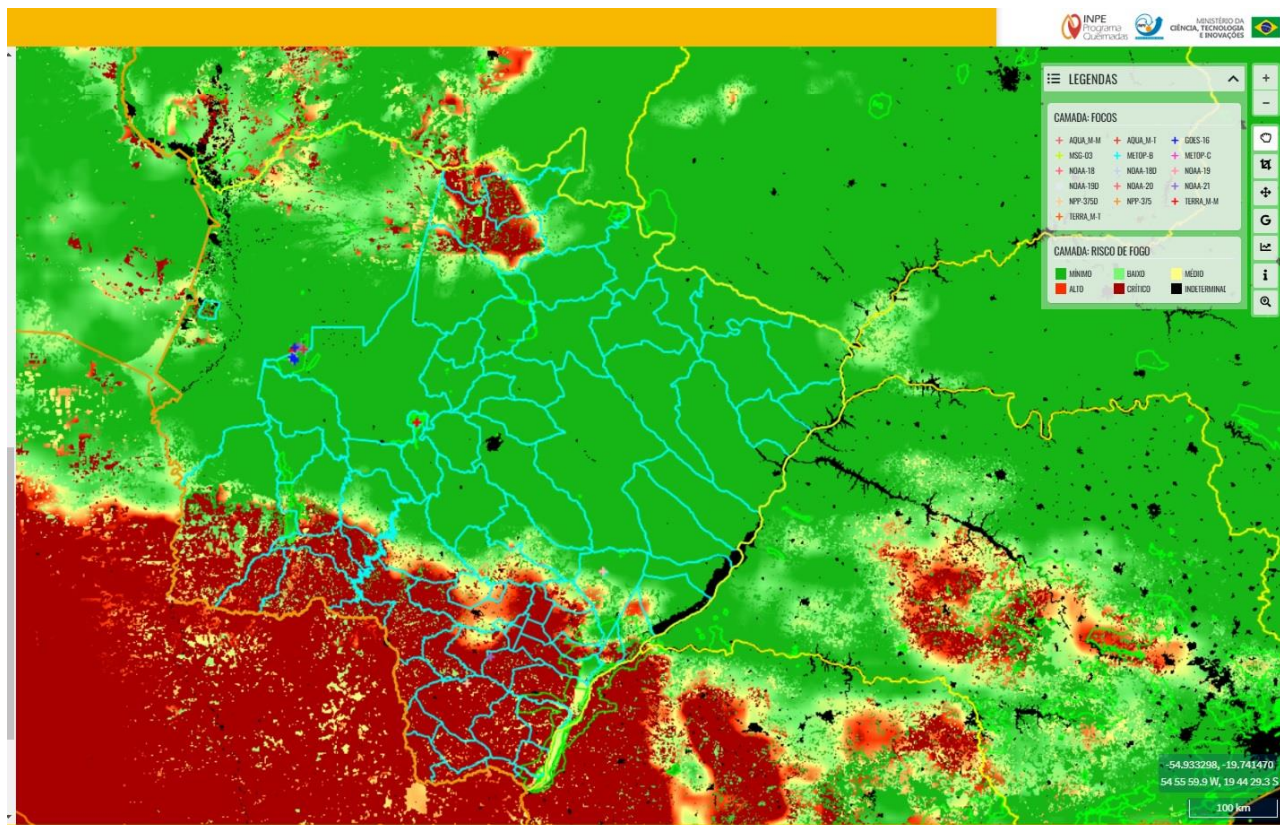 INPE
Programa
Queimadas
MINISTÉRIO DA
CIÊNCIA, TECNOLOGIA
E INOVAÇÕES
LEGENDAS
CAMADA: FOCOS
AQUA_M-M AQUA_M-T GOES-16
MSG-03 METOP-B METOP-C
NOAA-18 NOAA-18D NOAA-19
NOAA-19D NOAA-20 NOAA-21
NPP-375D NPP-375 TERRA_M-M
TERRA_M-T
CAMADA: RISCO DE FOGO
MÍNIMO BAIXO MÉDIO
ALTO CRÍTICO INDETERMINAD
+
−
G
i
-54.933298, -19.741470
54 55 59.9 W, 19 44 29.3 S
100 km